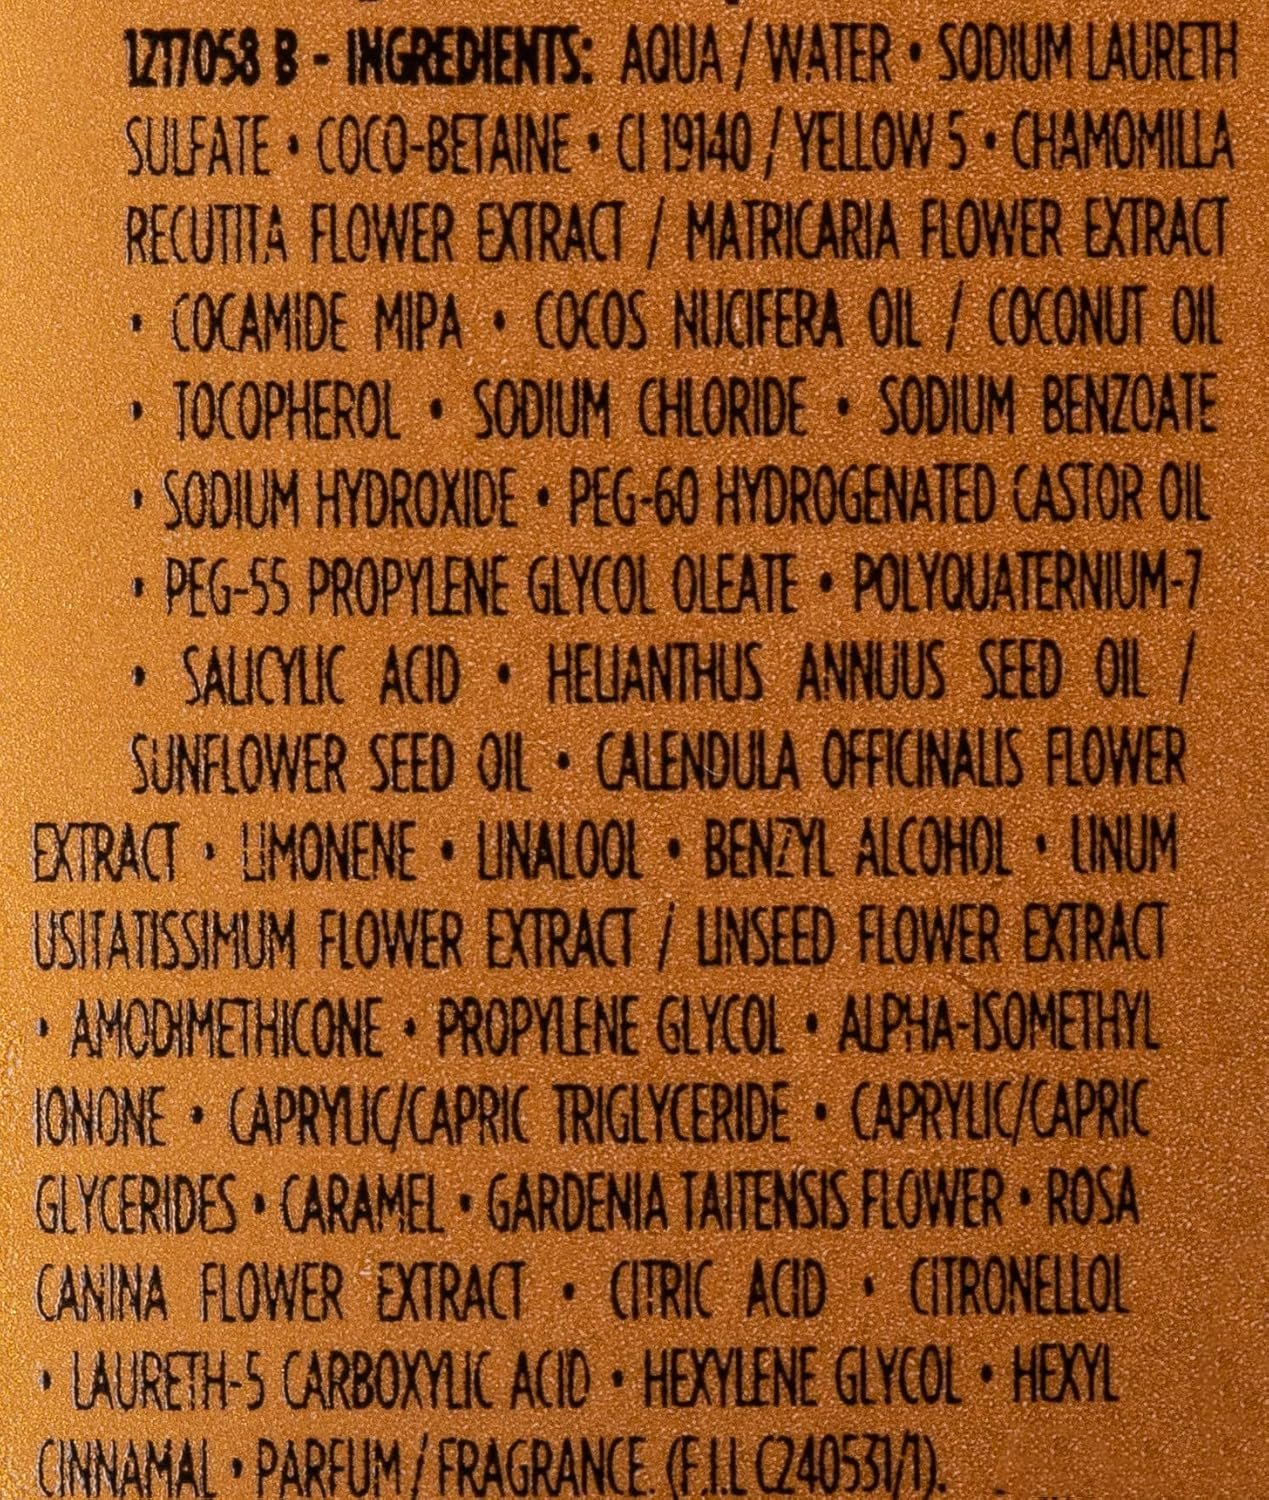 1217058 B - INGREDIENTS: AQUA / WATER • SODIUM LAURETH
SULFATE • COCO-BETAINE • CI 19140 / YELLOW 5 • CHAMOMILLA
RECUTITA FLOWER EXTRACT / MATRICARIA FLOWER EXTRACT
• COCAMIDE MIPA • COCOS NUCIFERA OIL / COCONUT OIL
• TOCOPHEROL • SODIUM CHLORIDE • SODIUM BENZOATE
• SODIUM HYDROXIDE • PEG-60 HYDROGENATED CASTOR OIL
• PEG-55 PROPYLENE GLYCOL OLEATE • POLYQUATERNIUM-7
• SALICYLIC ACID • HELIANTHUS ANNUUS SEED OIL /
SUNFLOWER SEED OIL • CALENDULA OFFICINALIS FLOWER
EXTRACT • LIMONENE • LINALOOL • BENZYL ALCOHOL • LINUM
USITATISSIMUM FLOWER EXTRACT / LINSEED FLOWER EXTRACT
• AMODIMETHICONE • PROPYLENE GLYCOL • ALPHA-ISOMETHYL
IONONE • CAPRYLIC/CAPRIC TRIGLYCERIDE • CAPRYLIC/CAPRIC
GLYCERIDES • CARAMEL • GARDENIA TAITENSIS FLOWER • ROSA
CANINA FLOWER EXTRACT • CITRIC ACID • CITRONELLOL
• LAURETH-5 CARBOXYLIC ACID • HEXYLENE GLYCOL • HEXYL
CINNAMAL • PARFUM / FRAGRANCE. (F.I.L C240531/1).